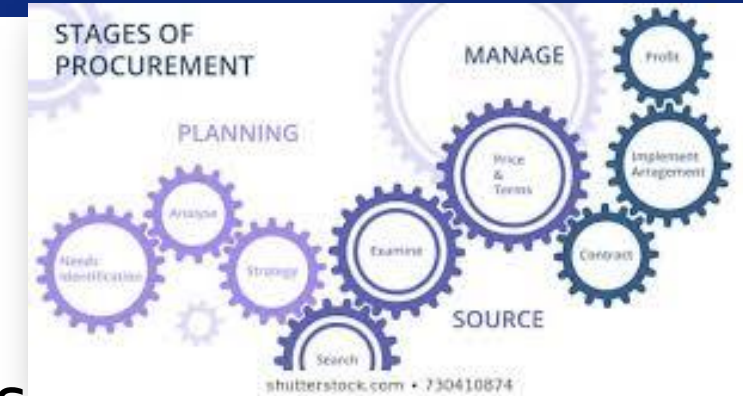 STAGES OF
PROCUREMENT
MANAGE
Profit
PLANNING
Price
&
Terms
Implement
Arragement
Analyse
Needs
Identification
Strategy
Examine
Contract
SOURCE
Search
shutterstock.com • 730410874